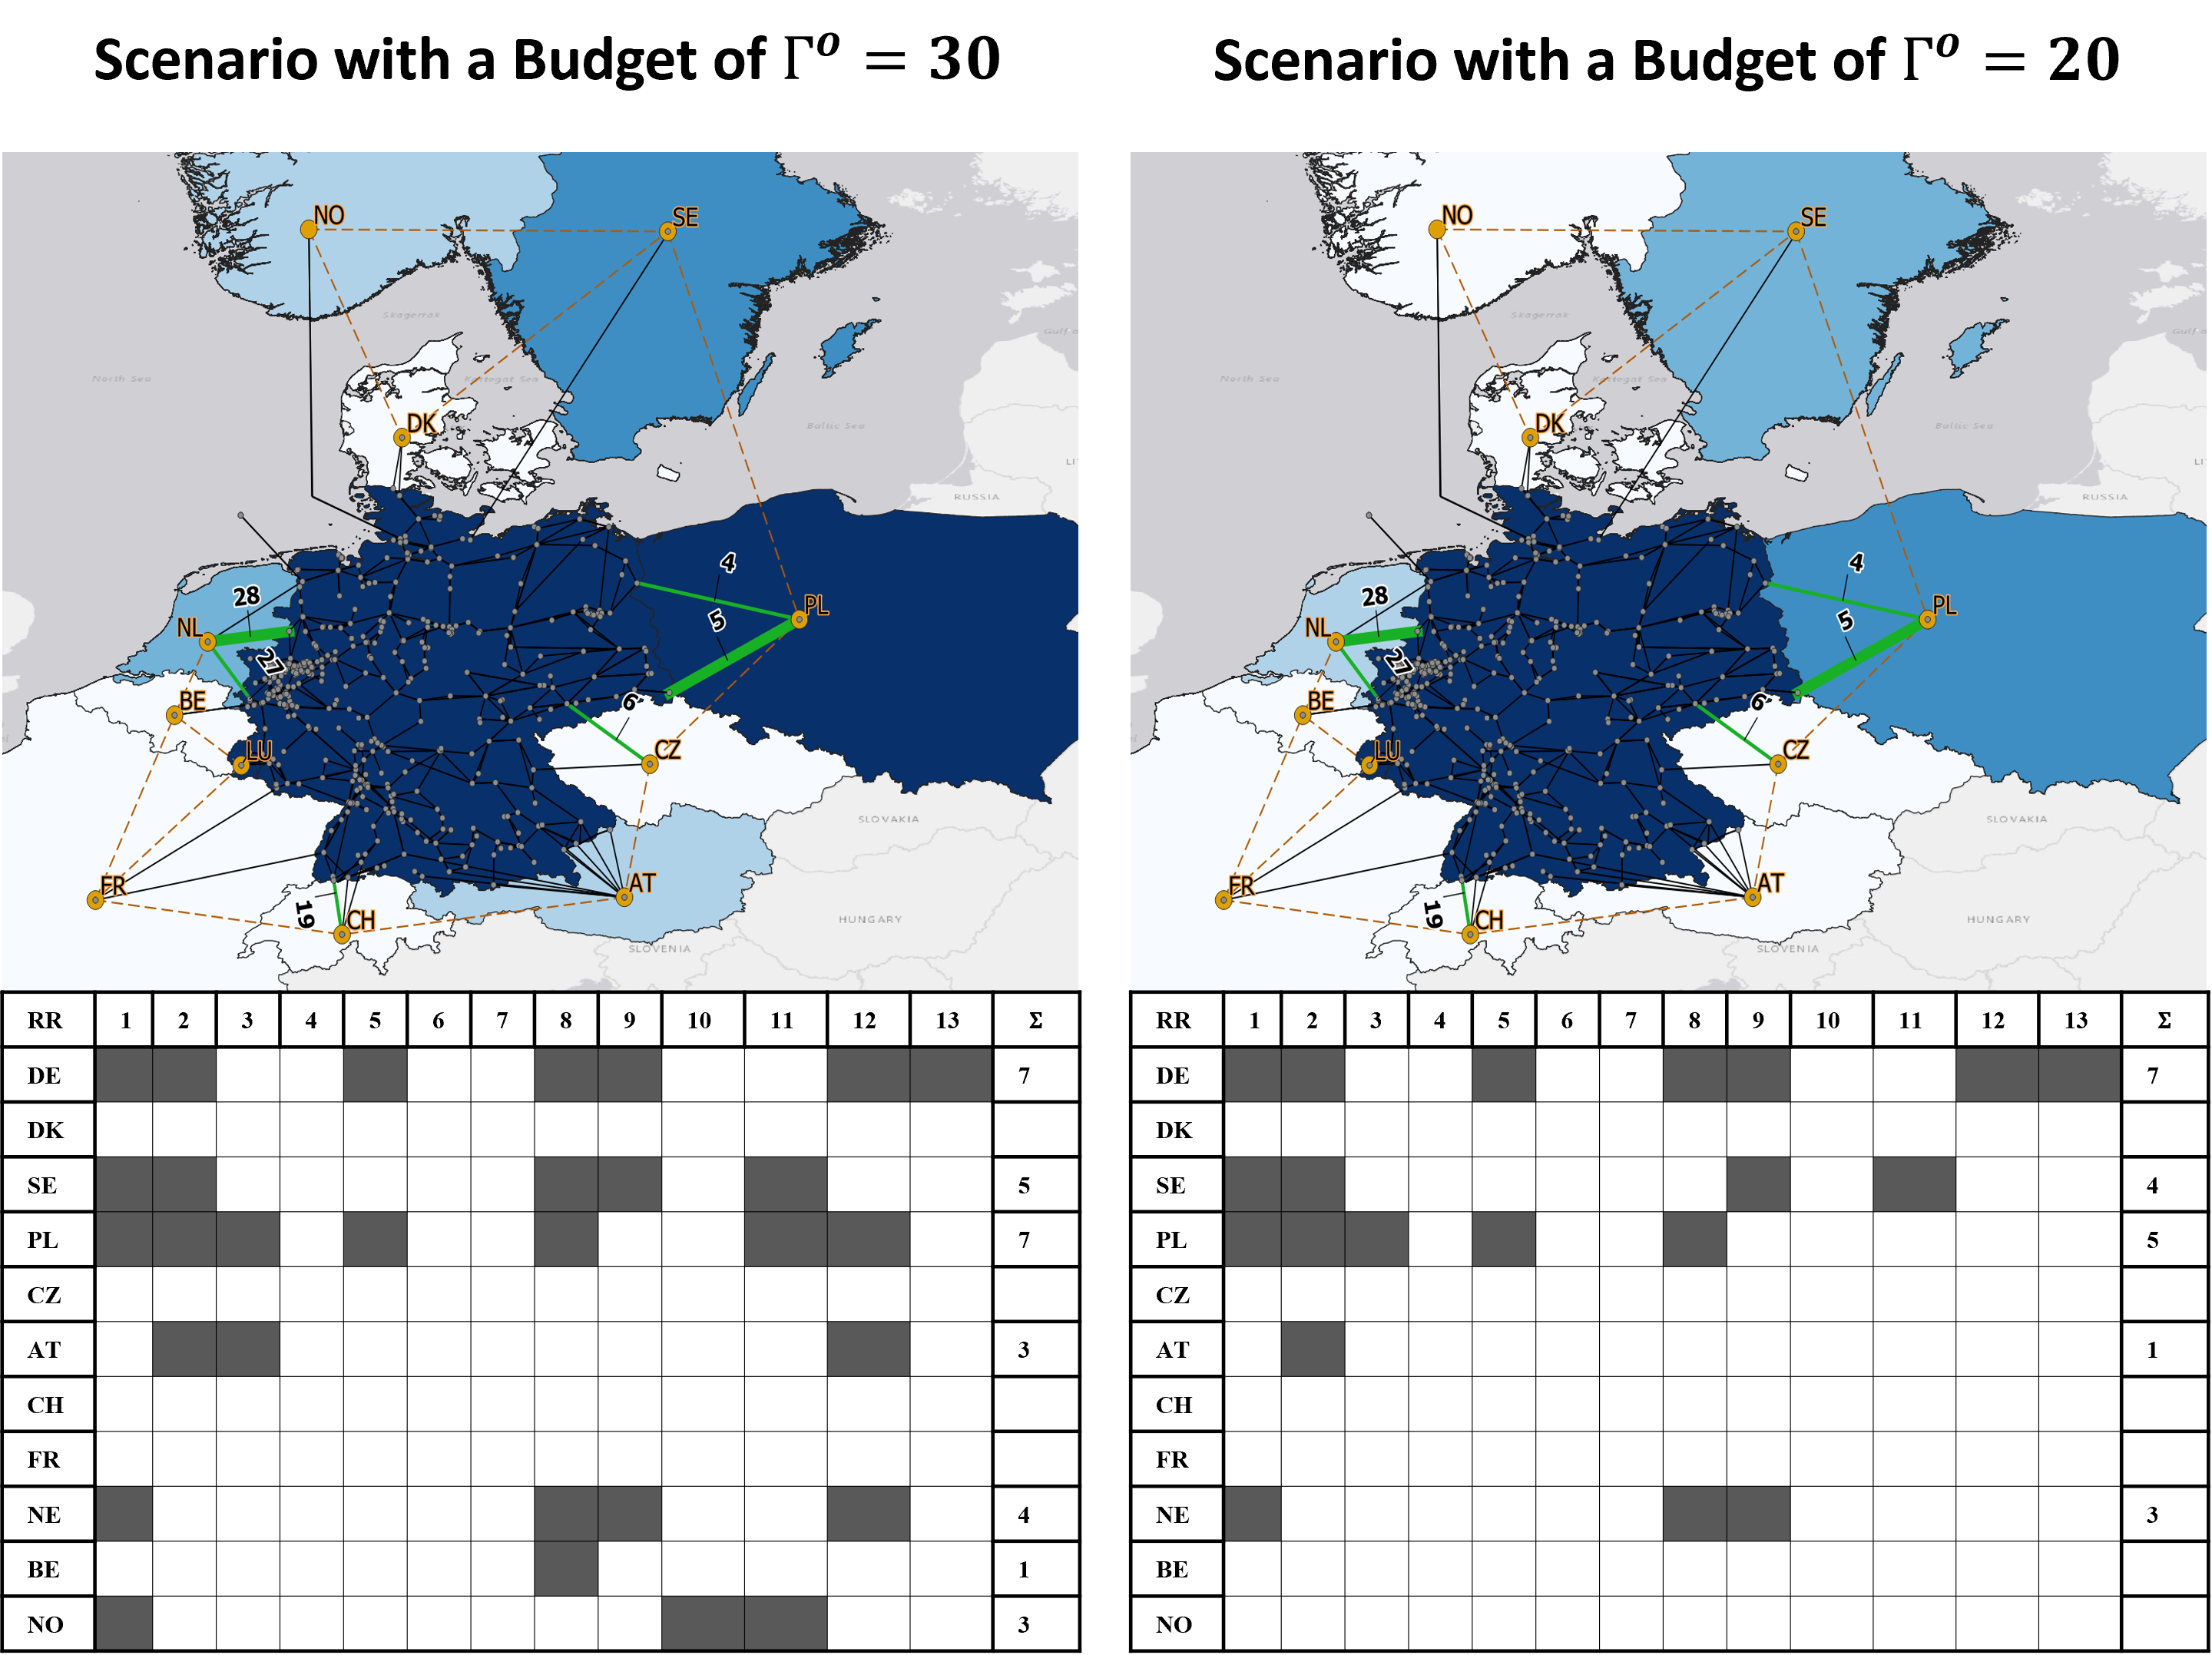 Scenario with a Budget of Γᵒ = 30
NO
SE
Skagerrak
Gulf o
North Sea
Kattegat Sea
DK
Baltic Sea
LI
RUSSIA
4
28
PL
5
NL
27
BE
6
LU
CZ
SLOVAKIA
FR
AT
19
CH
HUNGARY
SLOVENIA
RR 1 2 3 4 5 6 7 8 9 10 11 12 13 Σ
DE 7
DK
SE 5
PL 7
CZ
AT 3
CH
FR
NE 4
BE 1
NO 3
Scenario with a Budget of Γᵒ = 20
NO
SE
Skagerrak
Gulf o
North Sea
Kattegat Sea
DK
Baltic Sea
LI
RUSSIA
4
28
PL
5
NL
27
BE
6
LU
CZ
SLOVAKIA
FR
AT
19
CH
HUNGARY
SLOVENIA
RR 1 2 3 4 5 6 7 8 9 10 11 12 13 Σ
DE 7
DK
SE 4
PL 5
CZ
AT 1
CH
FR
NE 3
BE
NO